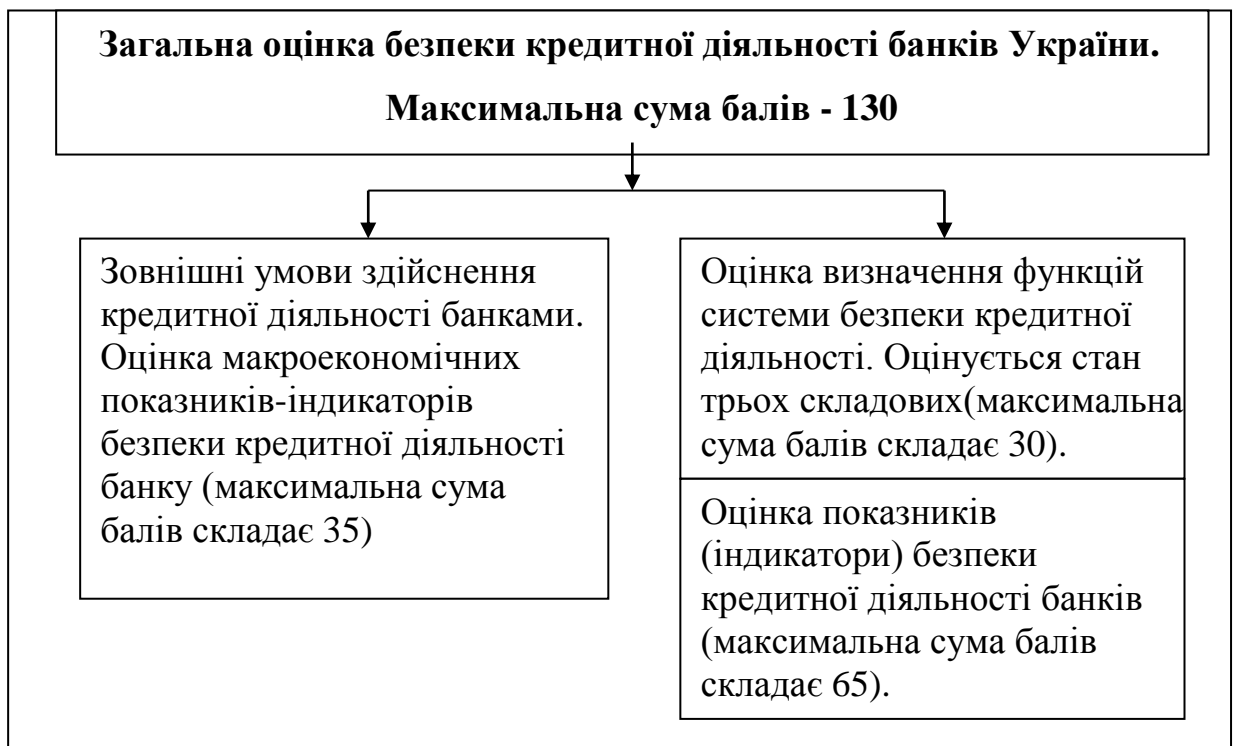 Загальна оцінка безпеки кредитної діяльності банків України.
Максимальна сума балів - 130
Зовнішні умови здійснення
кредитної діяльності банками.
Оцінка макроекономічних
показників-індикаторів
безпеки кредитної діяльності
банку (максимальна сума
балів складає 35)
Оцінка визначення функцій
системи безпеки кредитної
діяльності. Оцінується стан
трьох складових(максимальна
сума балів складає 30).
Оцінка показників
(індикатори) безпеки
кредитної діяльності банків
(максимальна сума балів
складає 65).